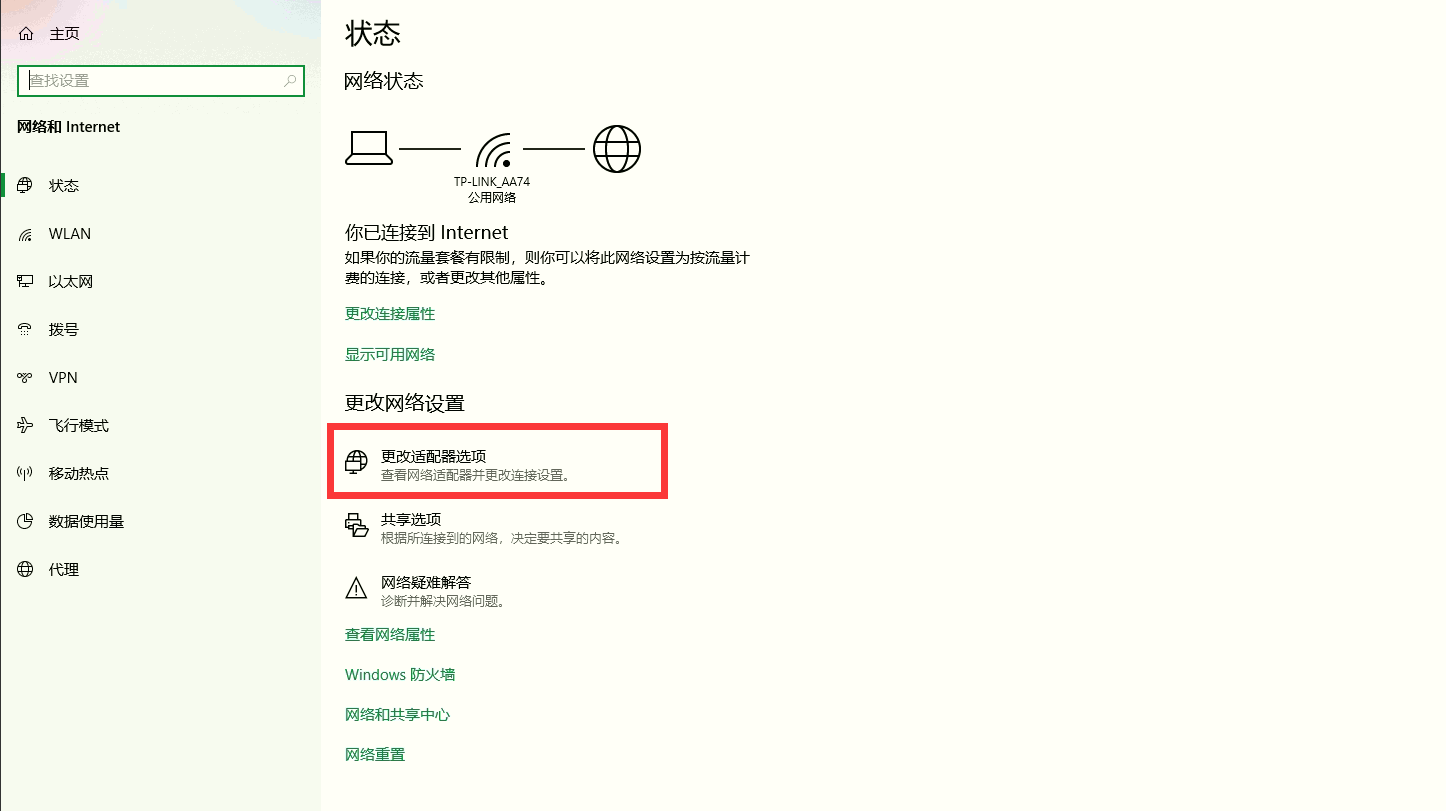 主页
查找设置
网络和 Internet
状态
WLAN
以太网
拨号
VPN
飞行模式
移动热点
数据使用量
代理
状态
网络状态
TP-LINK_AA74
公用网络
你已连接到 Internet
如果你的流量套餐有限制，则你可以将此网络设置为按流量计
费的连接，或者更改其他属性。
更改连接属性
显示可用网络
更改网络设置
更改适配器选项
查看网络适配器并更改连接设置。
共享选项
根据所连接到的网络，决定要共享的内容。
网络疑难解答
诊断并解决网络问题。
查看网络属性
Windows 防火墙
网络和共享中心
网络重置